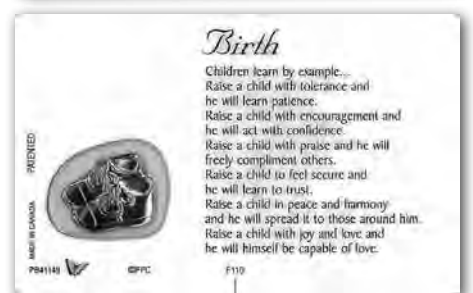 Birth
Children learn by example...
Raise a child with tolerance and
he will learn patience.
Raise a child with encouragement and
he will act with confidence.
Raise a child with praise and he will
freely compliment others.
Raise a child to feel secure and
he will learn to trust.
Raise a child in peace and harmony
and he will spread it to those around him.
Raise a child with joy and love and
he will himself be capable of love.
PATENTED
MADE IN CANADA
PB41149
©FPC
F110